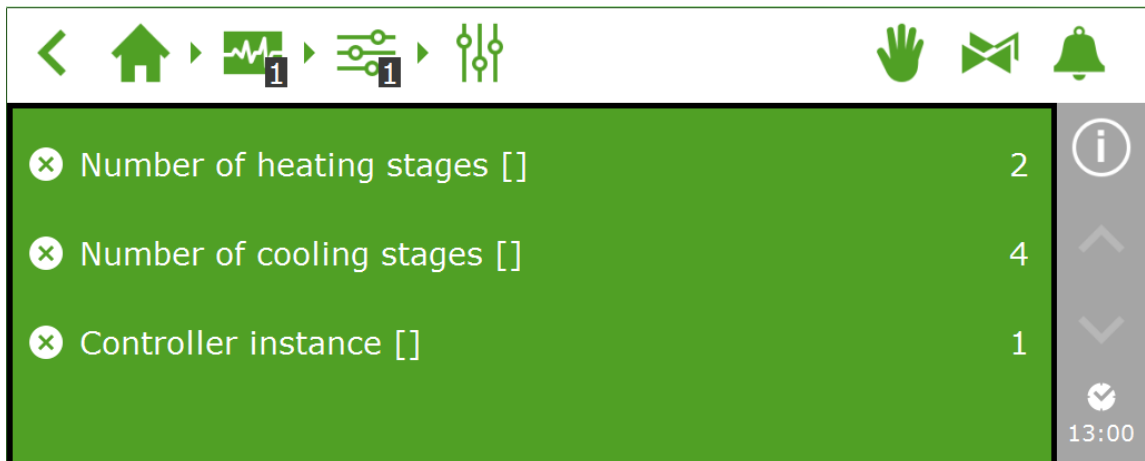 1 1
Number of heating stages [] 2
Number of cooling stages [] 4
Controller instance [] 1
13:00